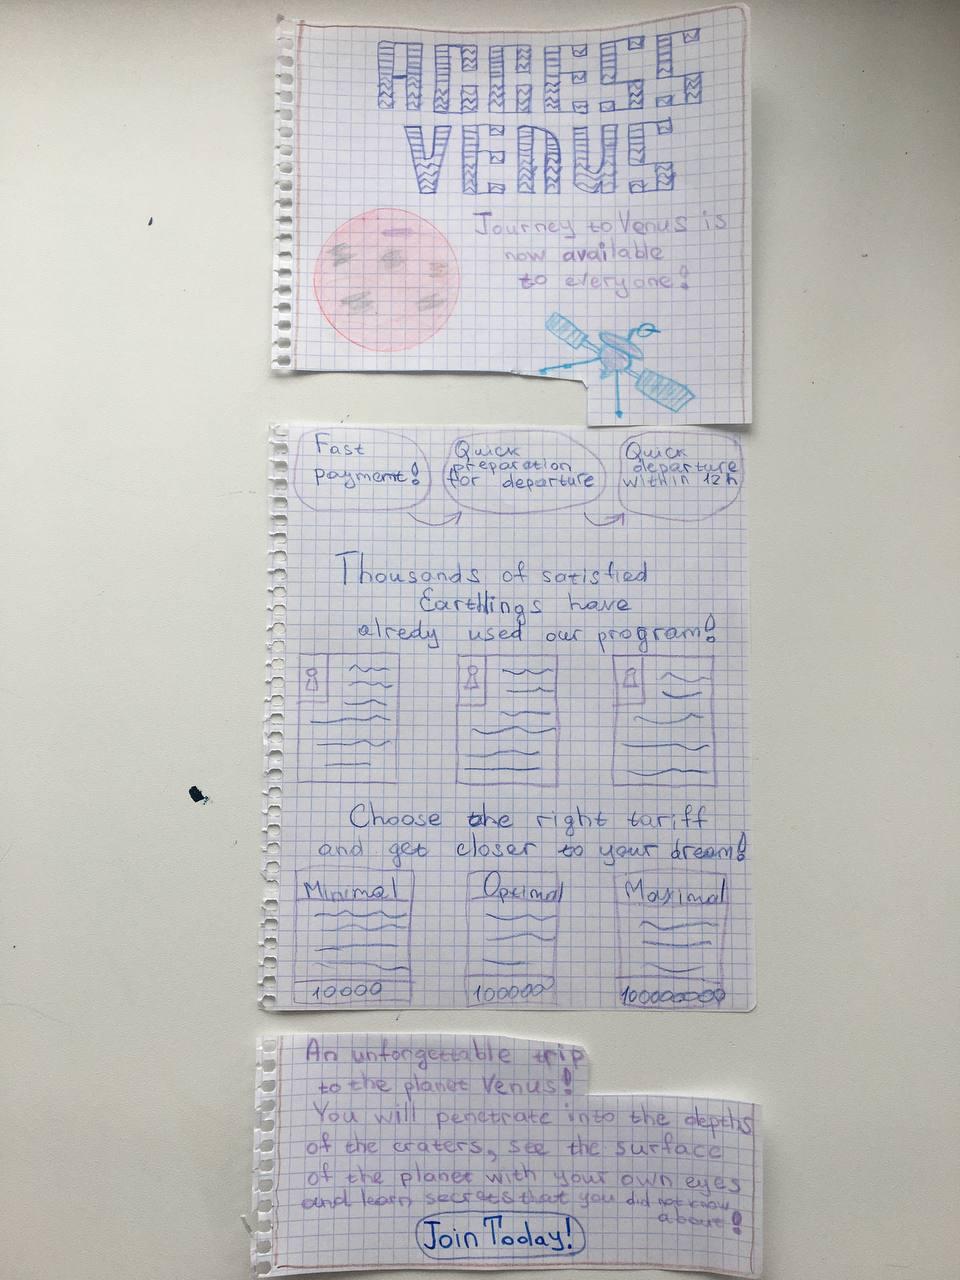 ACCESS
VENUS
Journey to Venus is
now available
to everyone!
Fast
payment!
Quick
preparation
for departure
Quick
departure
within 12h
Thousands of satisfied
Earthlings have
alredy used our program!
Choose the right tariff
and get closer to your dream!
Minimal
10000
Optimal
100000
Maximal
An unforgettable trip
to the planet Venus!
You will penetrate into the depths
of the craters, see the surface
of the planet with your own eyes
and learn secrets that you did not know
about!
Join Today!